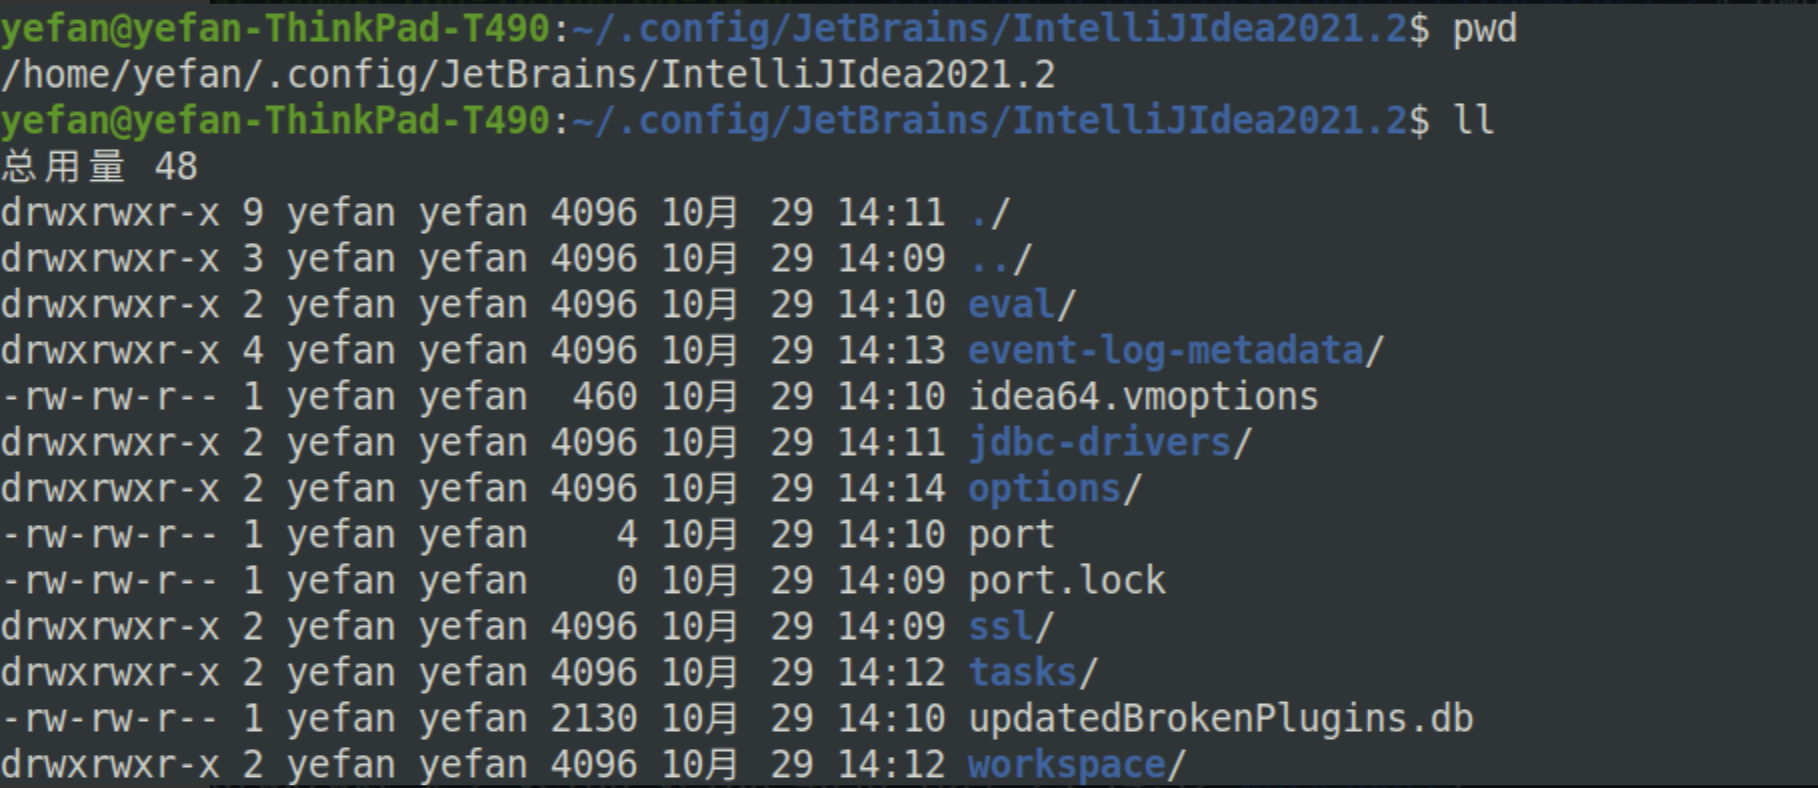 yefan@yefan-ThinkPad-T490:~/.config/JetBrains/IntelliJIdea2021.2$ pwd
/home/yefan/.config/JetBrains/IntelliJIdea2021.2
yefan@yefan-ThinkPad-T490:~/.config/JetBrains/IntelliJIdea2021.2$ ll
总用量 48
drwxrwxr-x 9 yefan yefan 4096 10月 29 14:11 ./
drwxrwxr-x 3 yefan yefan 4096 10月 29 14:09 ../
drwxrwxr-x 2 yefan yefan 4096 10月 29 14:10 eval/
drwxrwxr-x 4 yefan yefan 4096 10月 29 14:13 event-log-metadata/
-rw-rw-r-- 1 yefan yefan  460 10月 29 14:10 idea64.vmoptions
drwxrwxr-x 2 yefan yefan 4096 10月 29 14:11 jdbc-drivers/
drwxrwxr-x 2 yefan yefan 4096 10月 29 14:14 options/
-rw-rw-r-- 1 yefan yefan    4 10月 29 14:10 port
-rw-rw-r-- 1 yefan yefan    0 10月 29 14:09 port.lock
drwxrwxr-x 2 yefan yefan 4096 10月 29 14:09 ssl/
drwxrwxr-x 2 yefan yefan 4096 10月 29 14:12 tasks/
-rw-rw-r-- 1 yefan yefan 2130 10月 29 14:10 updatedBrokenPlugins.db
drwxrwxr-x 2 yefan yefan 4096 10月 29 14:12 workspace/